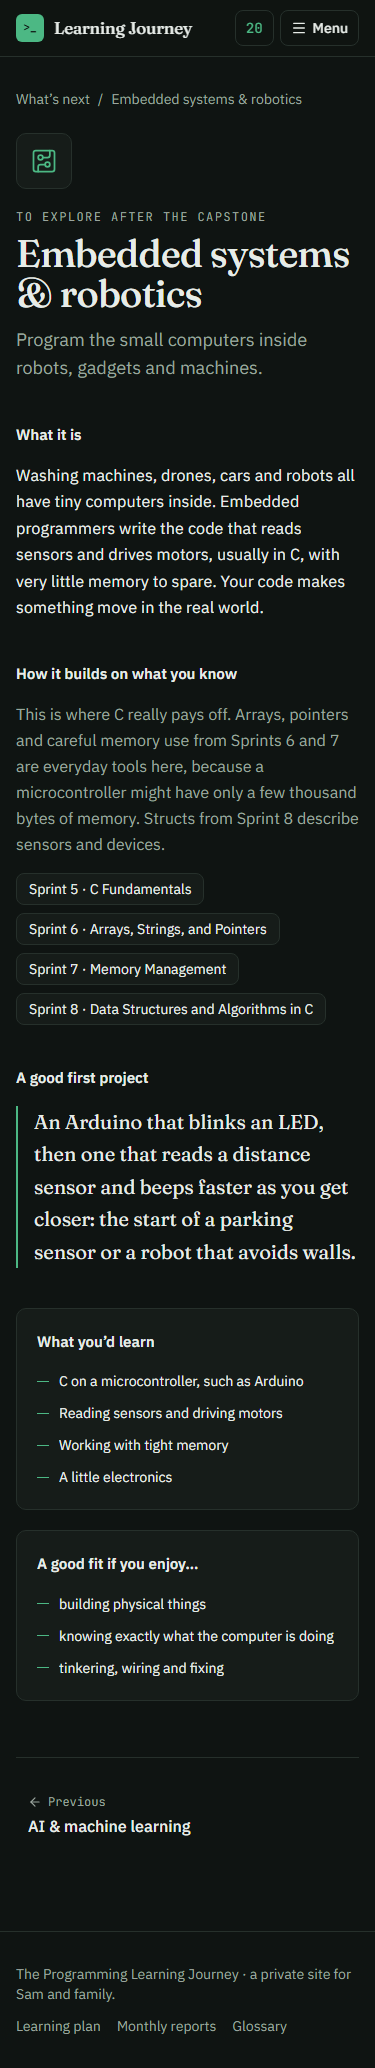 >_ Learning Journey 20 Menu
What's next / Embedded systems & robotics
TO EXPLORE AFTER THE CAPSTONE
Embedded systems
& robotics
Program the small computers inside
robots, gadgets and machines.
What it is
Washing machines, drones, cars and robots all
have tiny computers inside. Embedded
programmers write the code that reads
sensors and drives motors, usually in C, with
very little memory to spare. Your code makes
something move in the real world.
How it builds on what you know
This is where C really pays off. Arrays, pointers
and careful memory use from Sprints 6 and 7
are everyday tools here, because a
microcontroller might have only a few thousand
bytes of memory. Structs from Sprint 8 describe
sensors and devices.
Sprint 5 · C Fundamentals
Sprint 6 · Arrays, Strings, and Pointers
Sprint 7 · Memory Management
Sprint 8 · Data Structures and Algorithms in C
A good first project
An Arduino that blinks an LED,
then one that reads a distance
sensor and beeps faster as you get
closer: the start of a parking
sensor or a robot that avoids walls.
What you'd learn
— C on a microcontroller, such as Arduino
— Reading sensors and driving motors
— Working with tight memory
— A little electronics
A good fit if you enjoy...
— building physical things
— knowing exactly what the computer is doing
— tinkering, wiring and fixing
← Previous
AI & machine learning
The Programming Learning Journey · a private site for
Sam and family.
Learning plan Monthly reports Glossary